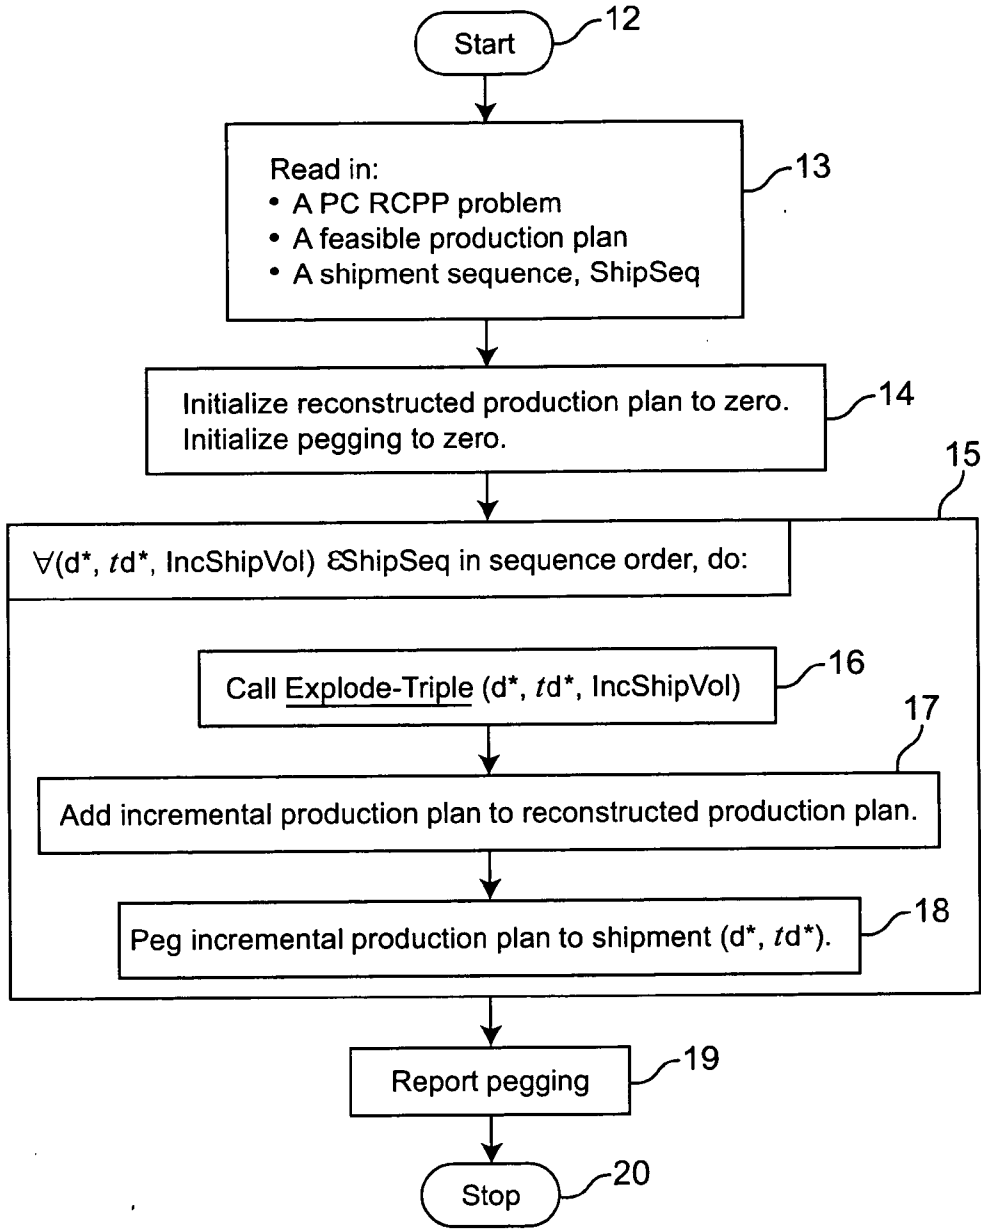 Start
12
Read in:
• A PC RCPP problem
• A feasible production plan
• A shipment sequence, ShipSeq
13
Initialize reconstructed production plan to zero.
Initialize pegging to zero.
14
15
∀(d*, td*, IncShipVol) εShipSeq in sequence order, do:
Call Explode-Triple (d*, td*, IncShipVol)
16
17
Add incremental production plan to reconstructed production plan.
Peg incremental production plan to shipment (d*, td*).
18
Report pegging
19
Stop
20